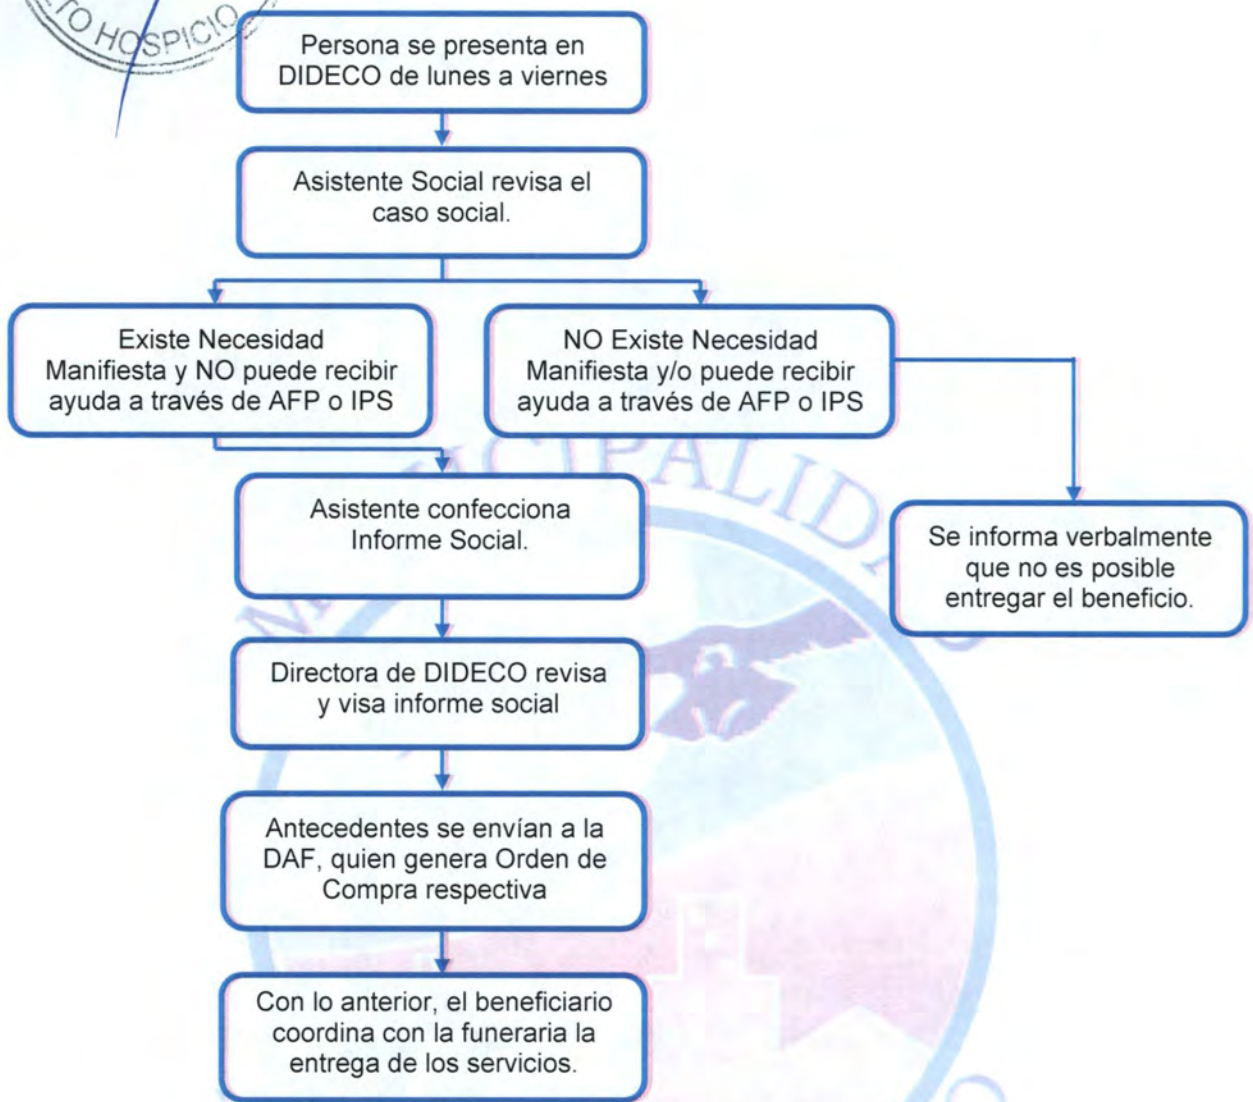 ALTO HOSPICIO
Persona se presenta en
DIDECO de lunes a viernes
Asistente Social revisa el
caso social.
Existe Necesidad
Manifiesta y NO puede recibir
ayuda a través de AFP o IPS
NO Existe Necesidad
Manifiesta y/o puede recibir
ayuda a través de AFP o IPS
Asistente confecciona
Informe Social.
Se informa verbalmente
que no es posible
entregar el beneficio.
Directora de DIDECO revisa
y visa informe social
Antecedentes se envían a la
DAF, quien genera Orden de
Compra respectiva
Con lo anterior, el beneficiario
coordina con la funeraria la
entrega de los servicios.